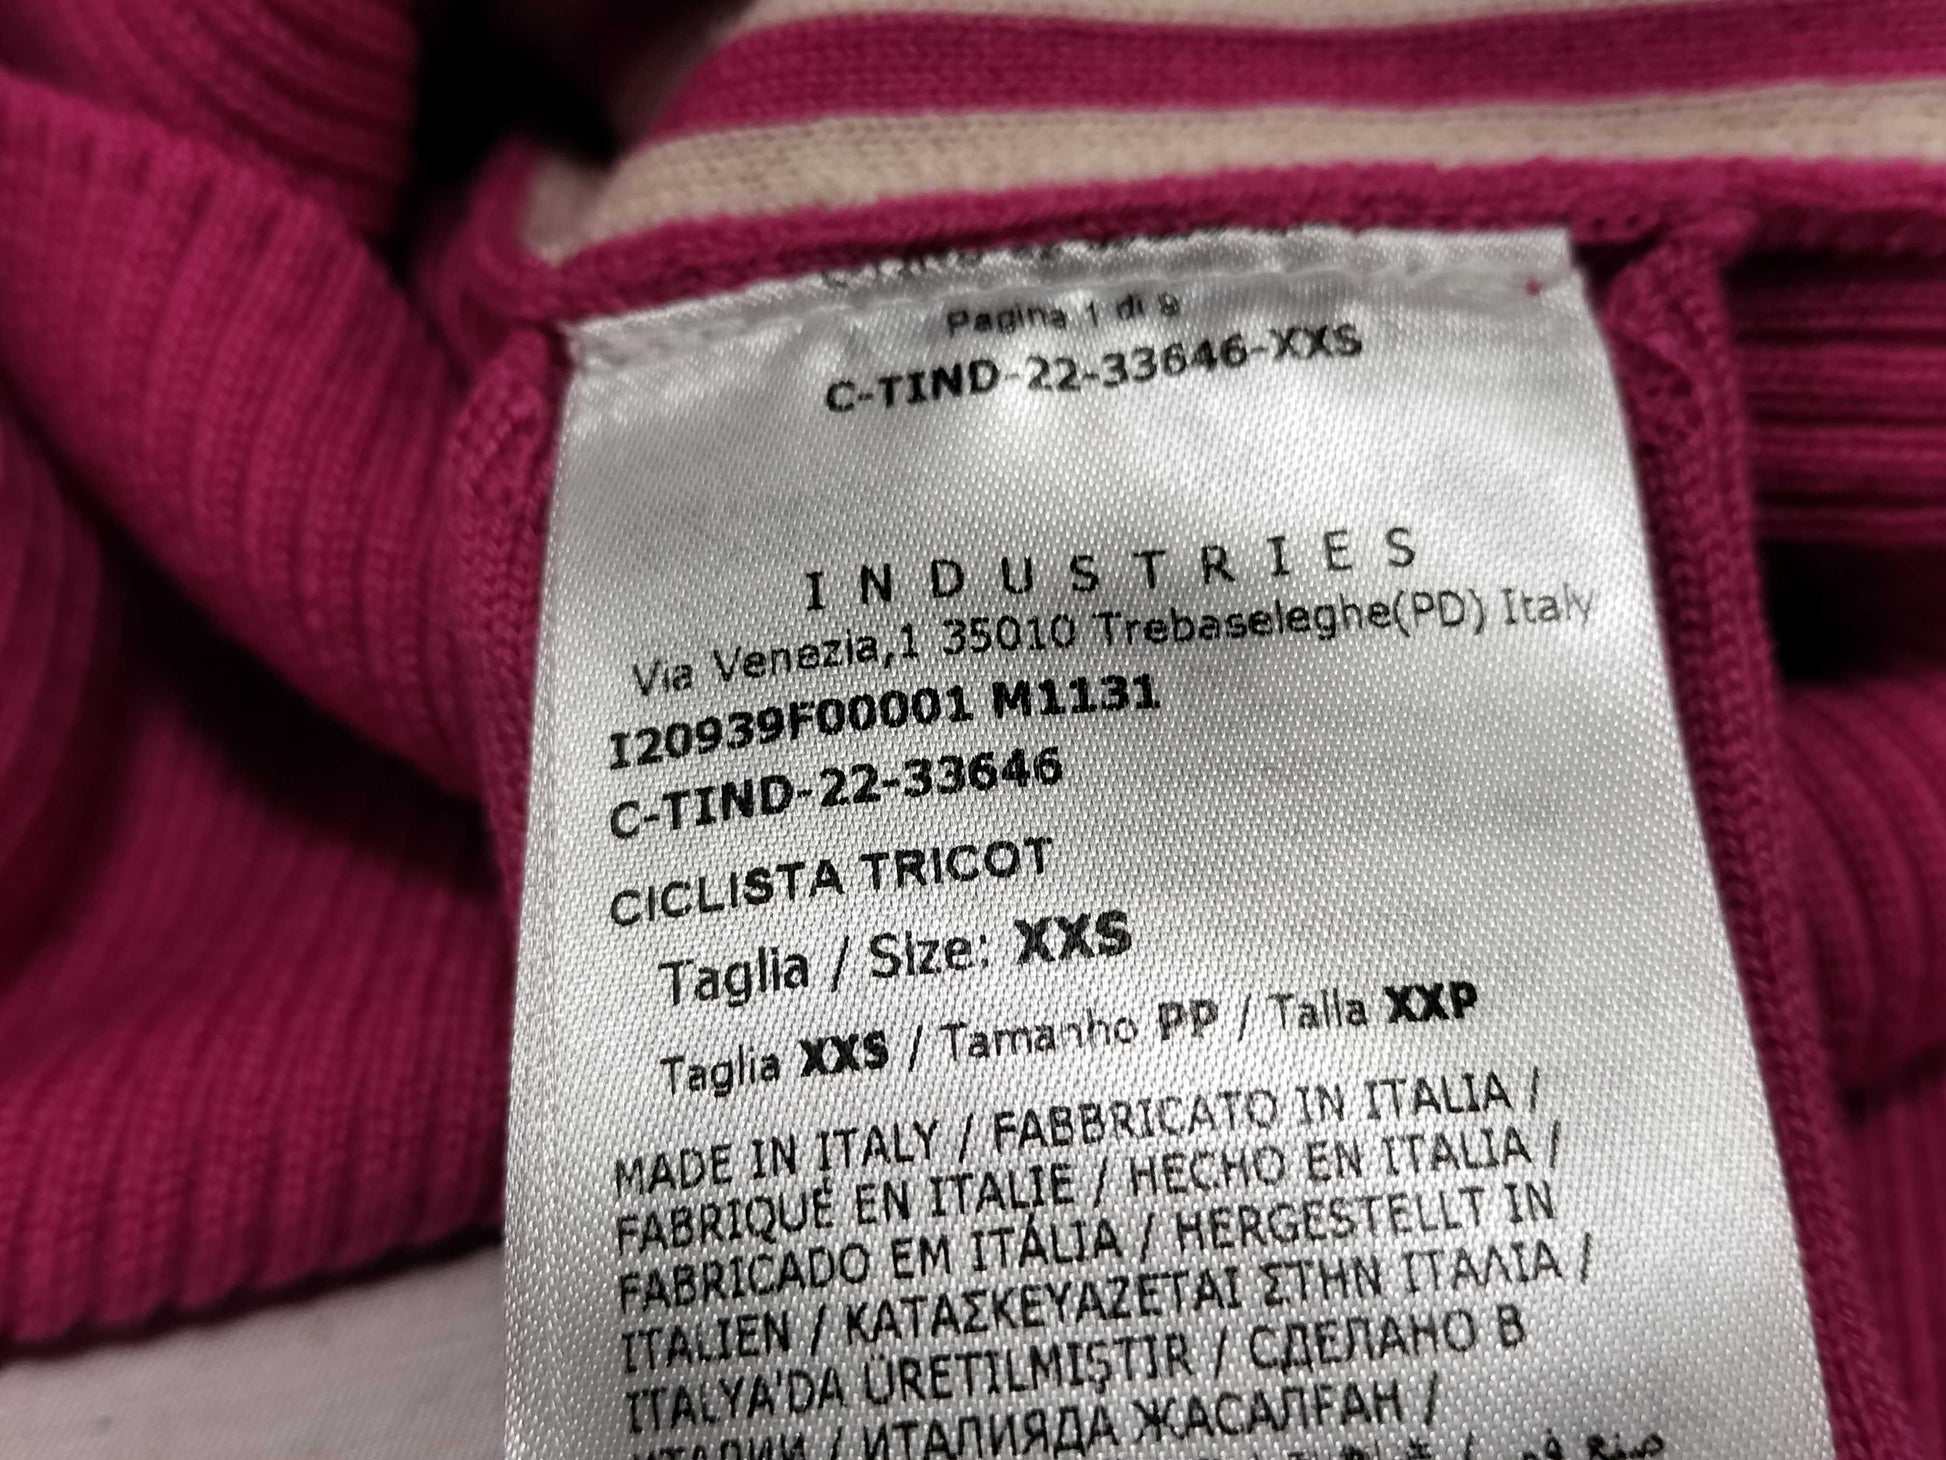 Pagina 1 di 9
C-TIND-22-33646-XXS
INDUSTRIES
Via Venezia,1 35010 Trebaseleghe(PD) Italy
I20939F00001 M1131
C-TIND-22-33646
CICLISTA TRICOT
Taglia / Size: XXS
Taglia XXS / Tamanho PP / Talla XXP
MADE IN ITALY / FABBRICATO IN ITALIA /
FABRIQUÉ EN ITALIE / HECHO EN ITALIA /
FABRICADO EM ITÁLIA / HERGESTELLT IN
ITALIEN / ΚΑΤΑΣΚΕΥΑΖΕΤΑΙ ΣΤΗΝ ΙΤΑΛΙΑ /
ITALYA'DA ÜRETILMIŞTIR / СДЕЛАНО В
ИТАЛИИ / ИТАЛИЯДА ЖАСАЛҒАН /
صنع في